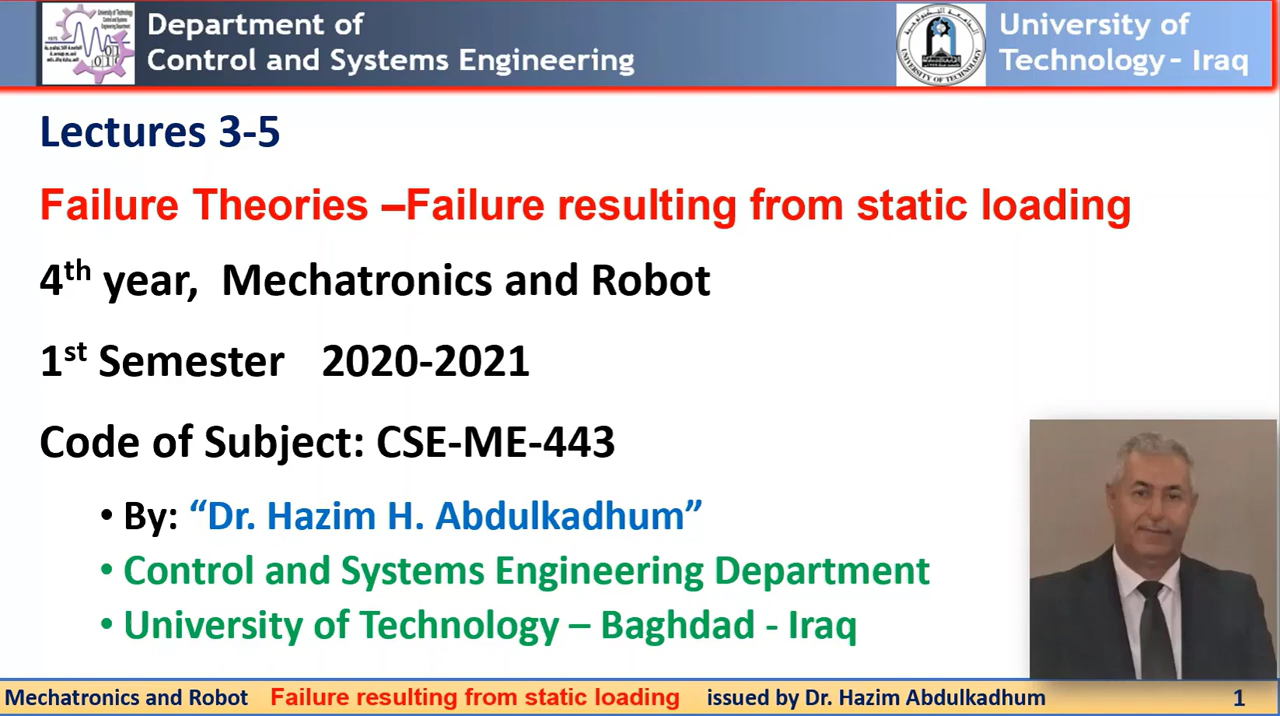 Department of
Control and Systems Engineering
University of
Technology - Iraq
UNIVERSITY OF TECHNOLOGY
Lectures 3-5
Failure Theories –Failure resulting from static loading
4th year, Mechatronics and Robot
1st Semester 2020-2021
Code of Subject: CSE-ME-443
• By: “Dr. Hazim H. Abdulkadhum”
• Control and Systems Engineering Department
• University of Technology – Baghdad - Iraq
Mechatronics and Robot Failure resulting from static loading issued by Dr. Hazim Abdulkadhum 1